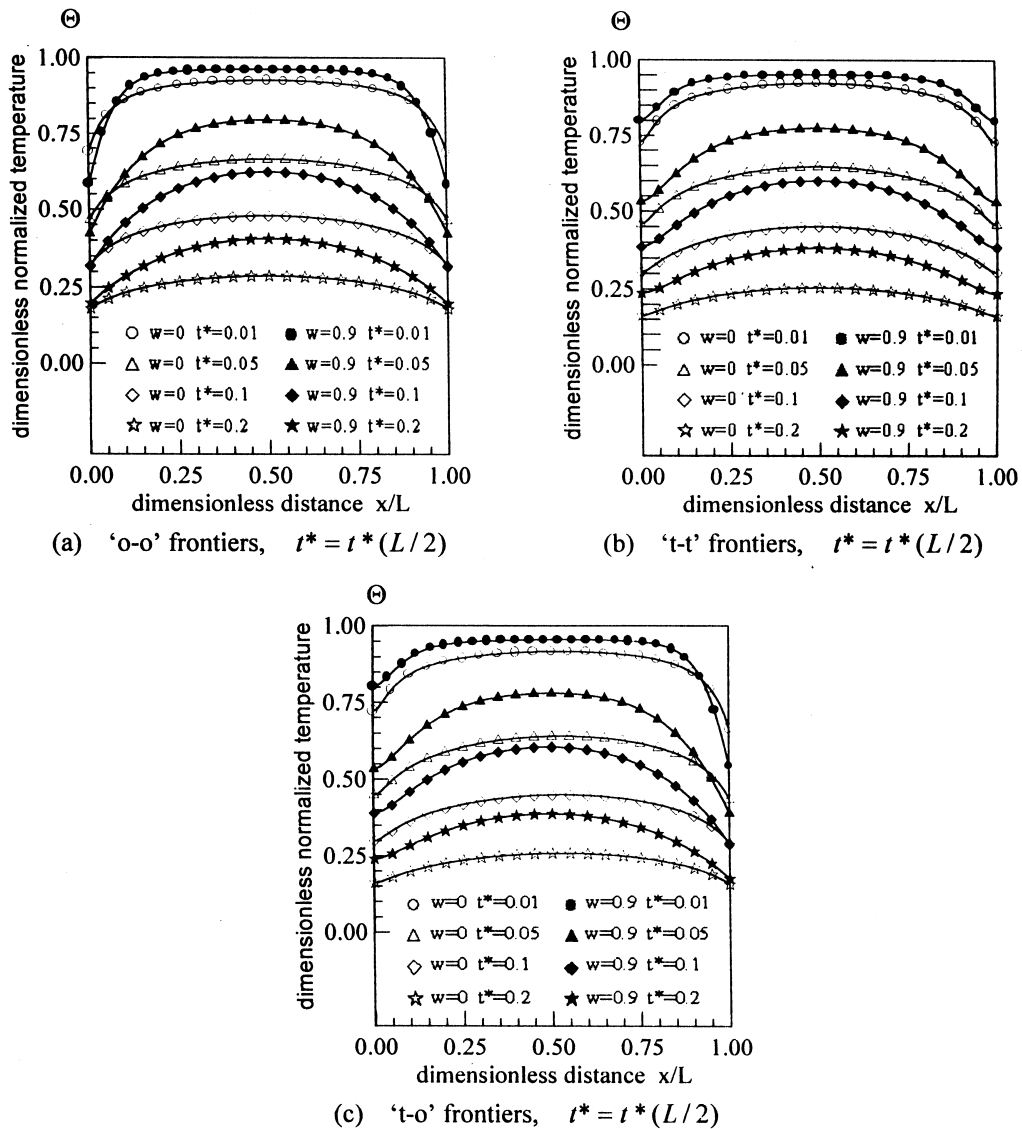 Θ
dimensionless normalized temperature
1.00
0.75
0.50
0.25
0.00
w=0 t*=0.01
w=0.9 t*=0.01
w=0 t*=0.05
w=0.9 t*=0.05
w=0 t*=0.1
w=0.9 t*=0.1
w=0 t*=0.2
w=0.9 t*=0.2
0.00 0.25 0.50 0.75 1.00
dimensionless distance x/L
(a) ‘o-o’ frontiers, t* = t*(L/2)
Θ
dimensionless normalized temperature
1.00
0.75
0.50
0.25
0.00
w=0 t*=0.01
w=0.9 t*=0.01
w=0 t*=0.05
w=0.9 t*=0.05
w=0 t*=0.1
w=0.9 t*=0.1
w=0 t*=0.2
w=0.9 t*=0.2
0.00 0.25 0.50 0.75 1.00
dimensionless distance x/L
(b) ‘t-t’ frontiers, t* = t*(L/2)
Θ
dimensionless normalized temperature
1.00
0.75
0.50
0.25
0.00
w=0 t*=0.01
w=0.9 t*=0.01
w=0 t*=0.05
w=0.9 t*=0.05
w=0 t*=0.1
w=0.9 t*=0.1
w=0 t*=0.2
w=0.9 t*=0.2
0.00 0.25 0.50 0.75 1.00
dimensionless distance x/L
(c) ‘t-o’ frontiers, t* = t*(L/2)